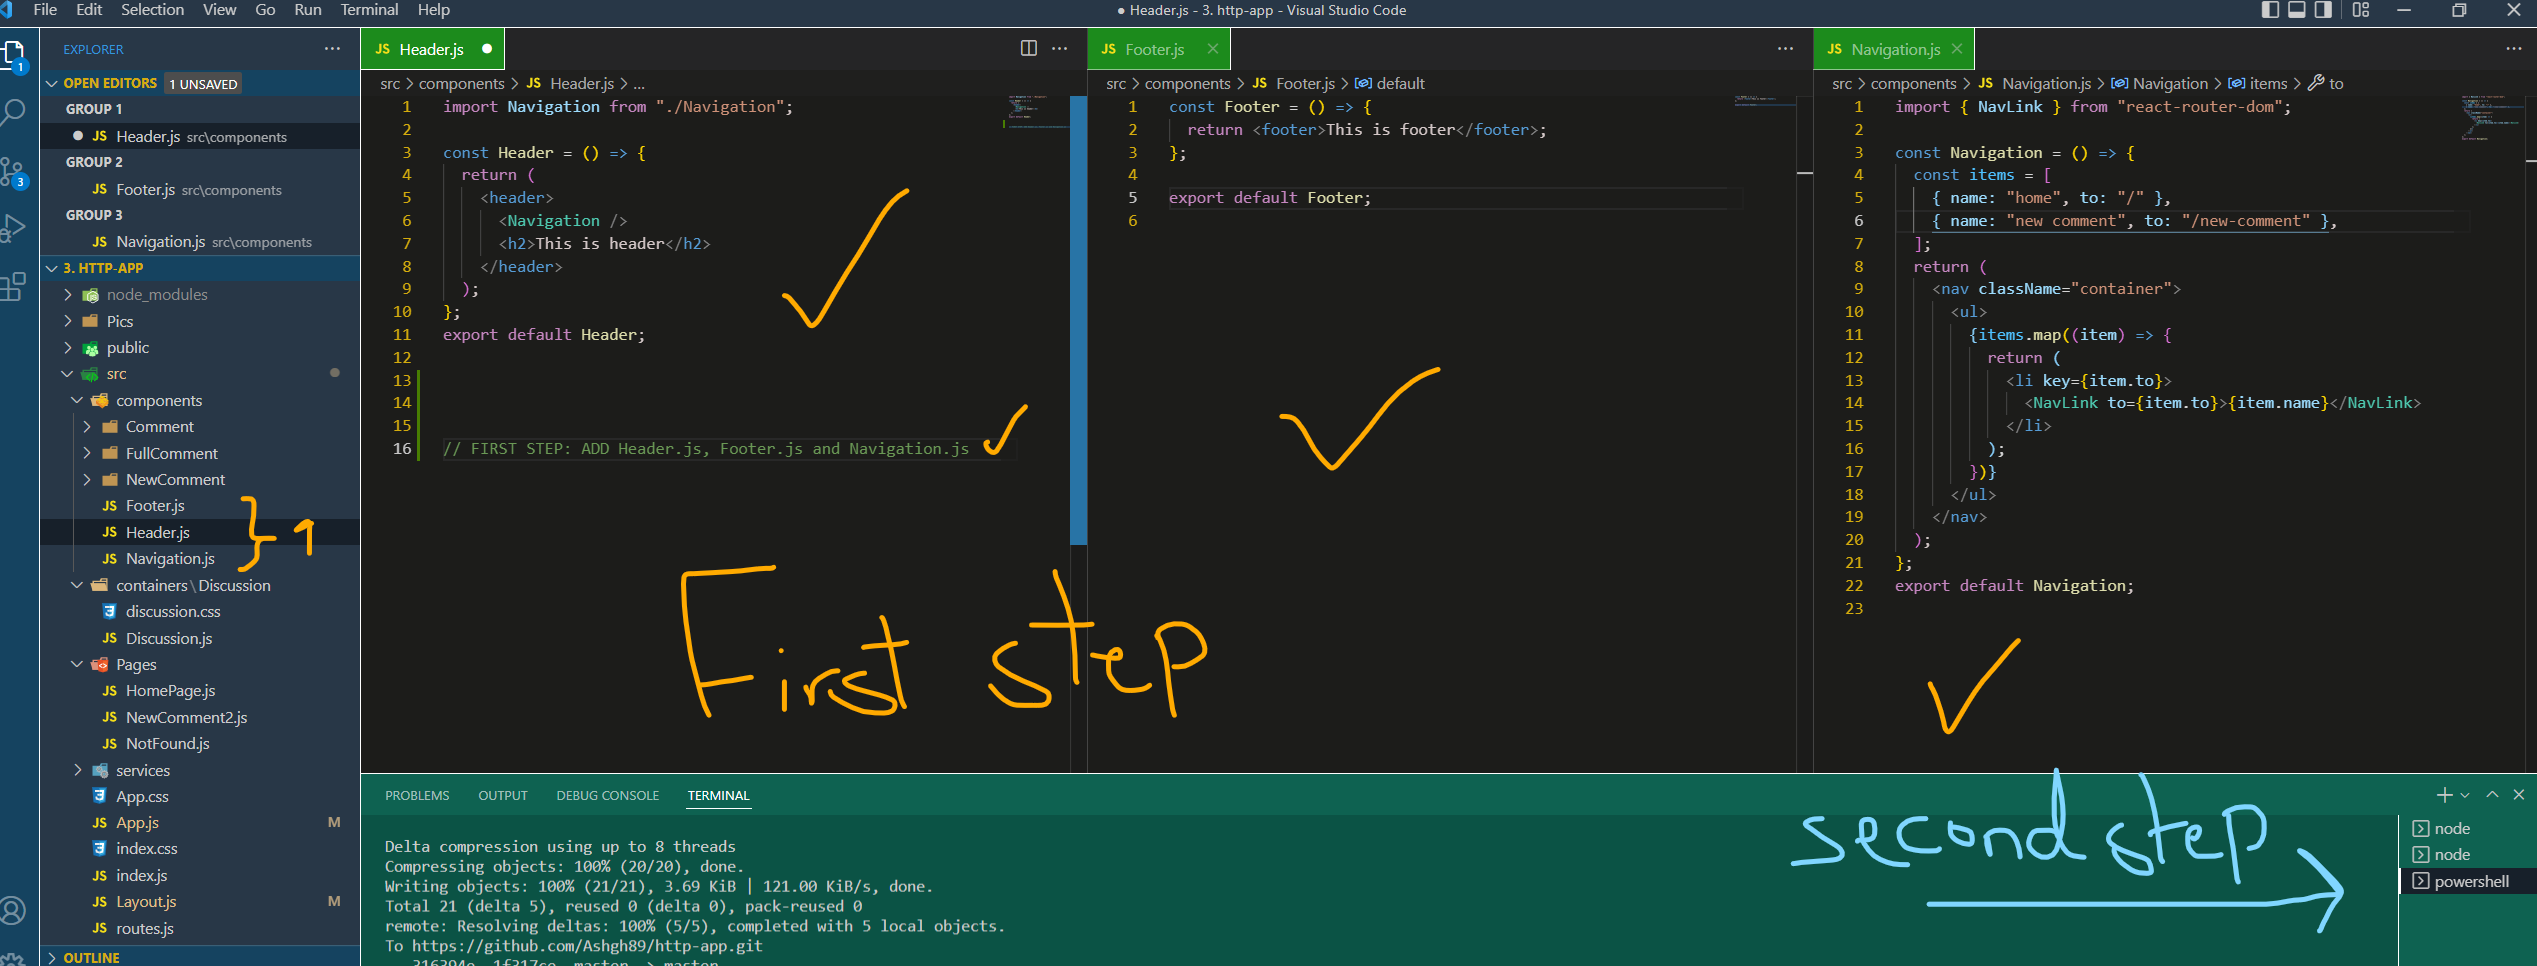 File Edit Selection View Go Run Terminal Help
● Header.js - 3. http-app - Visual Studio Code
EXPLORER ···
OPEN EDITORS 1 UNSAVED
GROUP 1
● JS Header.js src\components
GROUP 2
JS Footer.js src\components
GROUP 3
JS Navigation.js src\components
3. HTTP-APP
node_modules
Pics
public
src
components
Comment
FullComment
NewComment
JS Footer.js
JS Header.js
JS Navigation.js
} 1
containers\Discussion
discussion.css
JS Discussion.js
Pages
JS HomePage.js
JS NewComment2.js
JS NotFound.js
services
App.css
JS App.js M
index.css
JS index.js
JS Layout.js M
JS routes.js
OUTLINE
1
3
JS Header.js ●
src > components > JS Header.js > ...
1 import Navigation from "./Navigation";
2
3 const Header = () => {
4 return (
5 <header>
6 <Navigation />
7 <h2>This is header</h2>
8 </header>
9 );
10 };
11 export default Header;
12
13
14
15
16 // FIRST STEP: ADD Header.js, Footer.js and Navigation.js
JS Footer.js
src > components > JS Footer.js > default
1 const Footer = () => {
2 return <footer>This is footer</footer>;
3 };
5 export default Footer;
6
JS Navigation.js
src > components > JS Navigation.js > Navigation > items > to
1 import { NavLink } from "react-router-dom";
2
3 const Navigation = () => {
4 const items = [
5 { name: "home", to: "/" },
6 { name: "new comment", to: "/new-comment" },
7 ];
8 return (
9 <nav className="container">
10 <ul>
11 {items.map((item) => {
12 return (
13 <li key={item.to}>
14 <NavLink to={item.to}>{item.name}</NavLink>
15 </li>
16 );
17 })}
18 </ul>
19 </nav>
20 );
21 };
22 export default Navigation;
23
First step
second step
PROBLEMS OUTPUT DEBUG CONSOLE TERMINAL
Delta compression using up to 8 threads
Compressing objects: 100% (20/20), done.
Writing objects: 100% (21/21), 3.69 KiB | 121.00 KiB/s, done.
Total 21 (delta 5), reused 0 (delta 0), pack-reused 0
remote: Resolving deltas: 100% (5/5), completed with 5 local objects.
To https://github.com/Ashgh89/http-app.git
node
node
powershell